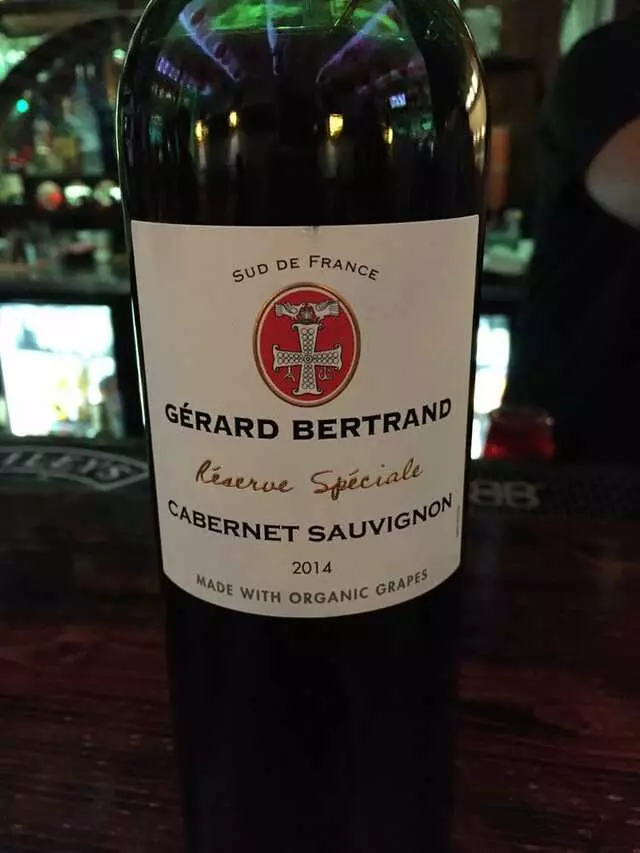 SUD DE FRANCE
GÉRARD BERTRAND
Réserve Spéciale
CABERNET SAUVIGNON
2014
MADE WITH ORGANIC GRAPES